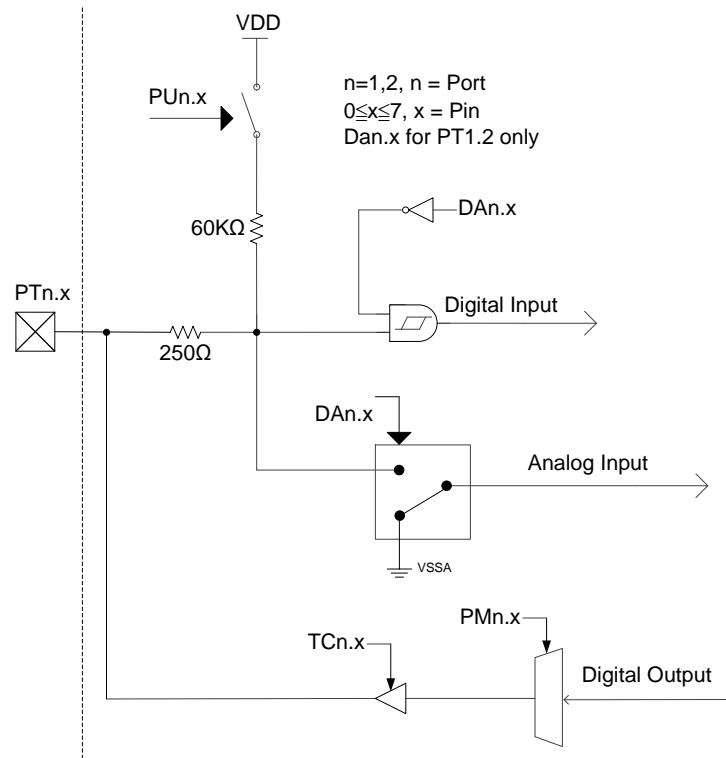 VDD
PUn.x
n=1,2, n = Port
0≦x≦7, x = Pin
Dan.x for PT1.2 only
60KΩ
DAn.x
PTn.x
Digital Input
250Ω
DAn.x
Analog Input
VSSA
PMn.x
TCn.x
Digital Output